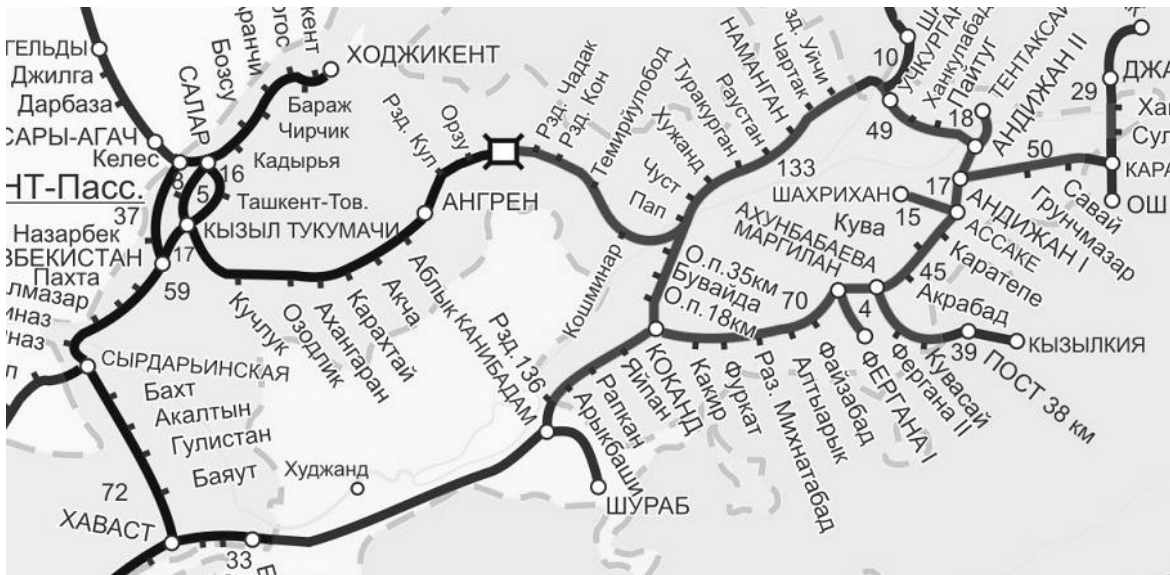 ХОДЖИКЕНТ
Джилга
Дарбаза
САРЫ-АГАЧ
Келес
САЛАР
Бозсу
Бараж
Чирчик
Кадырья
16
8
5
НТ-Пасс.
Ташкент-Тов.
37
КЫЗЫЛ ТУКУМАЧИ
Назарбек
17
Пахта
59
Кучлук
Озодлик
Ахангаран
Карахтай
Акча
Аблык
АНГРЕН
Рзд. Кул
Орзу
Рзд. Чадак
Рзд. Кон
Темирйулобод
Туракурган
Хужанд
Чуст
Пап
Раустан
НАМАНГАН
Чартак
Рзд. Уйчи
133
10
УЧКУРГАН
Ханкулабад
Пайтуг
49
18
ТЕНТАКСАЙ
АНДИЖАН II
50
29
ОШ
17
ШАХРИХАН
15
АНДИЖАН I
АССАКЕ
Савай
Грунчмазар
Кува
АХУНБАБАЕВА
МАРГИЛАН
45
Каратепе
Акрабад
70
4
О.п.35км
Бувайда
О.п. 18км
Кошминар
КОКАНД
Яйпан
Рапкан
Арыкбаши
Какир
Фуркат
Раз. Михнатабад
Алтыарык
Файзабад
ФЕРГАНА I
Фергана II
Кувасай
39
ПОСТ 38 км
КЫЗЫЛКИЯ
Рзд. 136
КАНИБАДАМ
ШУРАБ
Худжанд
СЫРДАРЬИНСКАЯ
Бахт
Акалтын
Гулистан
Баяут
72
ХАВАСТ
33